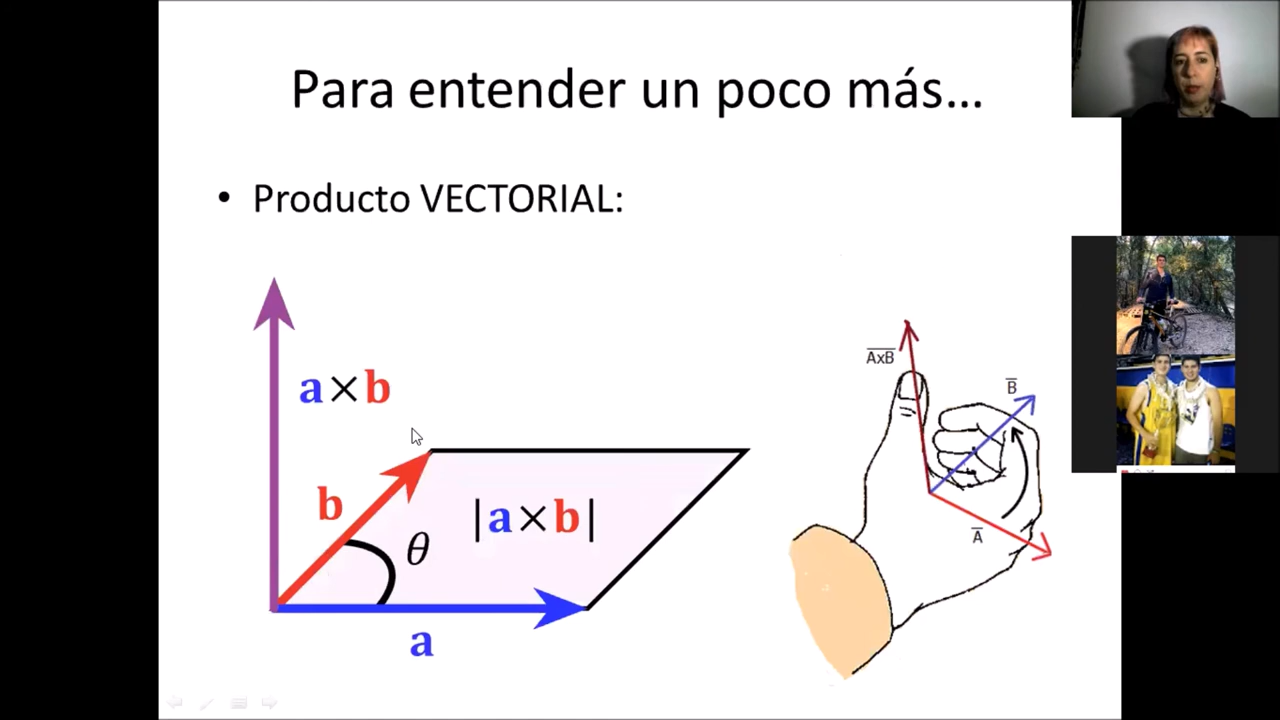 Para entender un poco más...
• Producto VECTORIAL:
a×b
b
θ
|a×b|
a
AxB
B
A